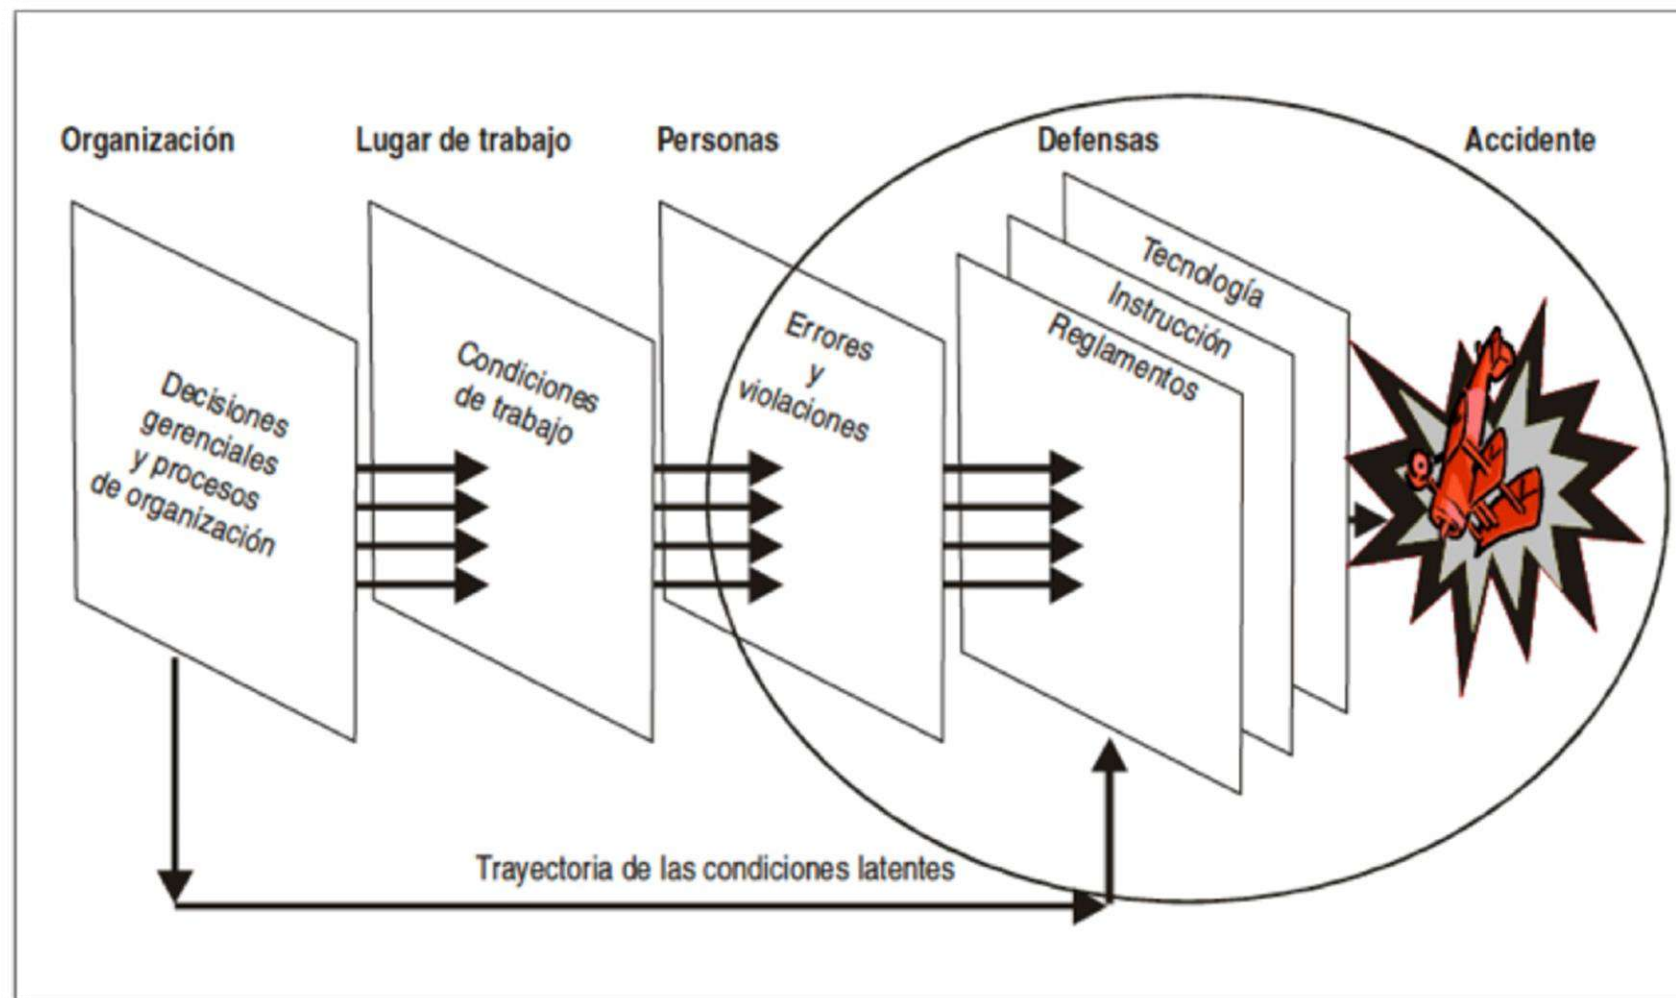 Organización
Lugar de trabajo
Personas
Defensas
Accidente
Decisiones
gerenciales
y procesos
de organización
Condiciones
de trabajo
Errores
y
violaciones
Tecnología
Instrucción
Reglamentos
Trayectoria de las condiciones latentes